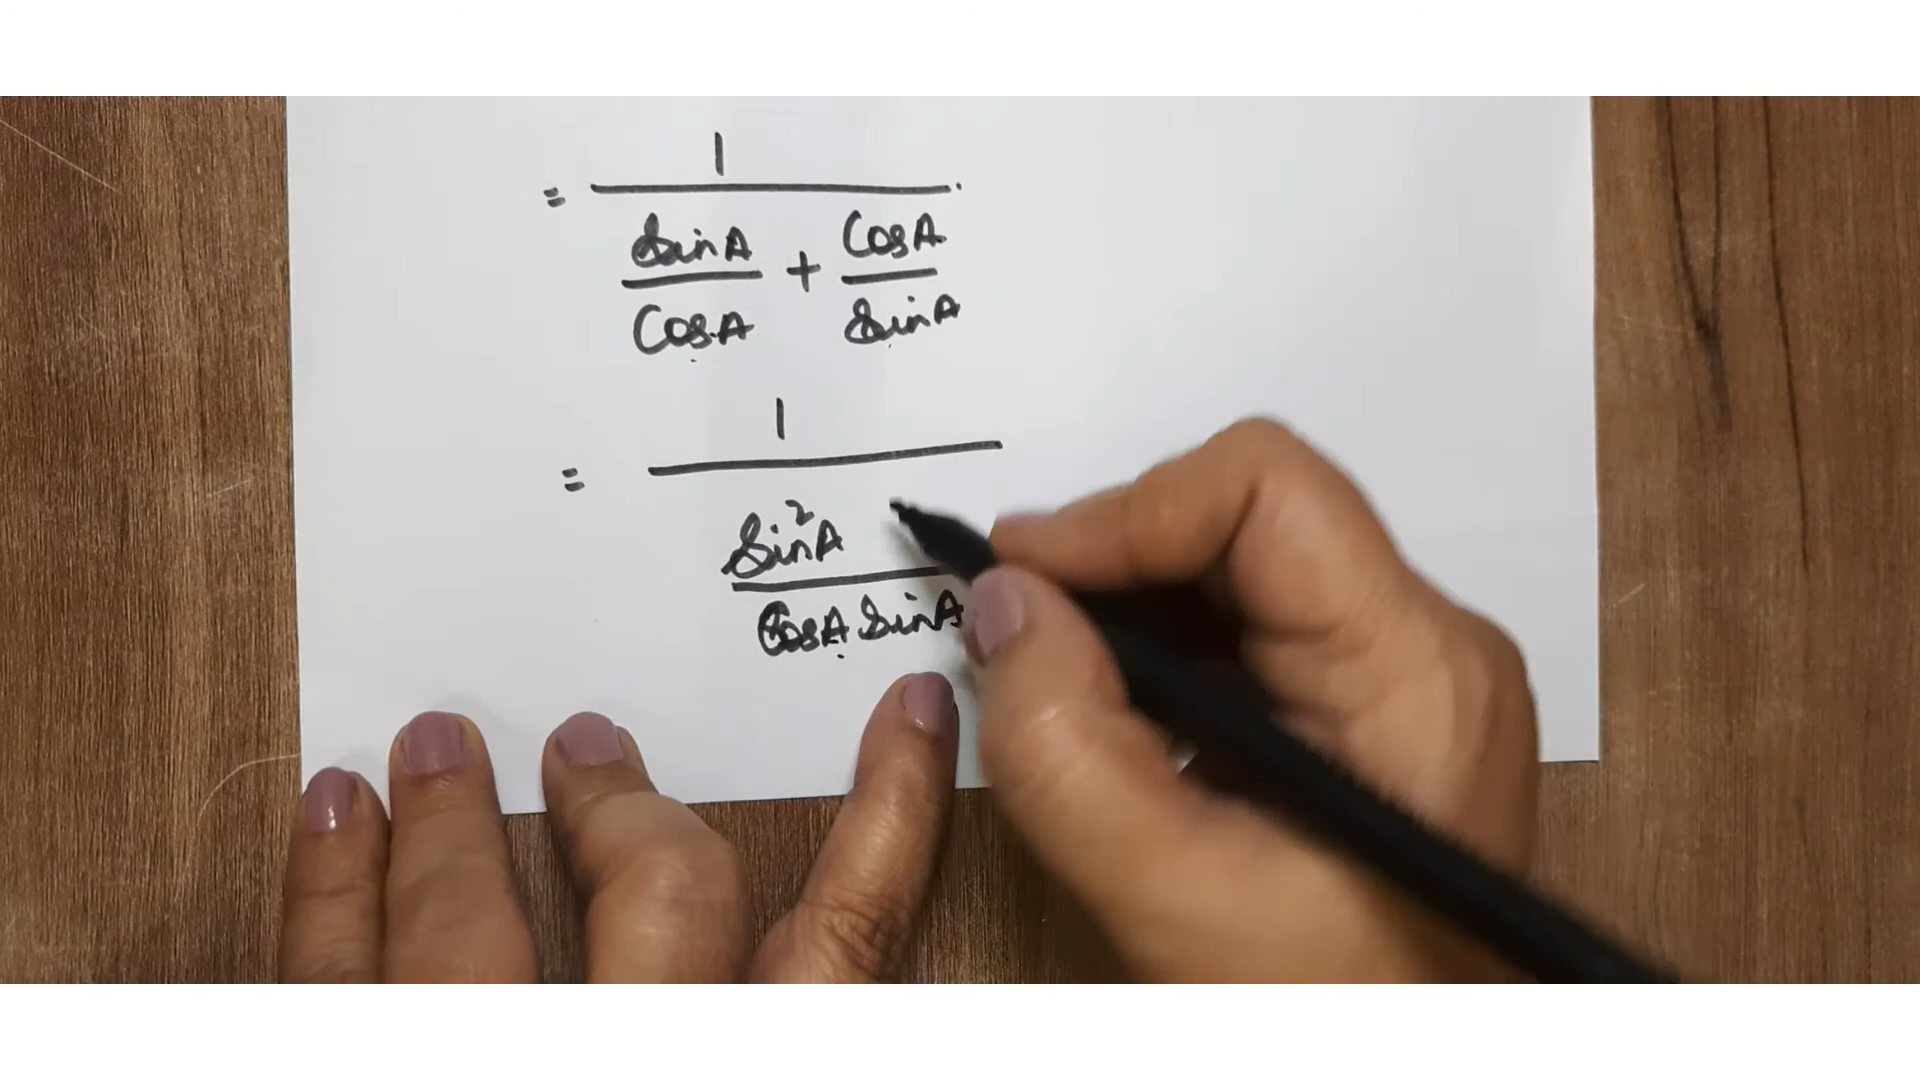 1
=
SinA + CosA
CosA SinA
1
=
Sin²A
CosA SinA